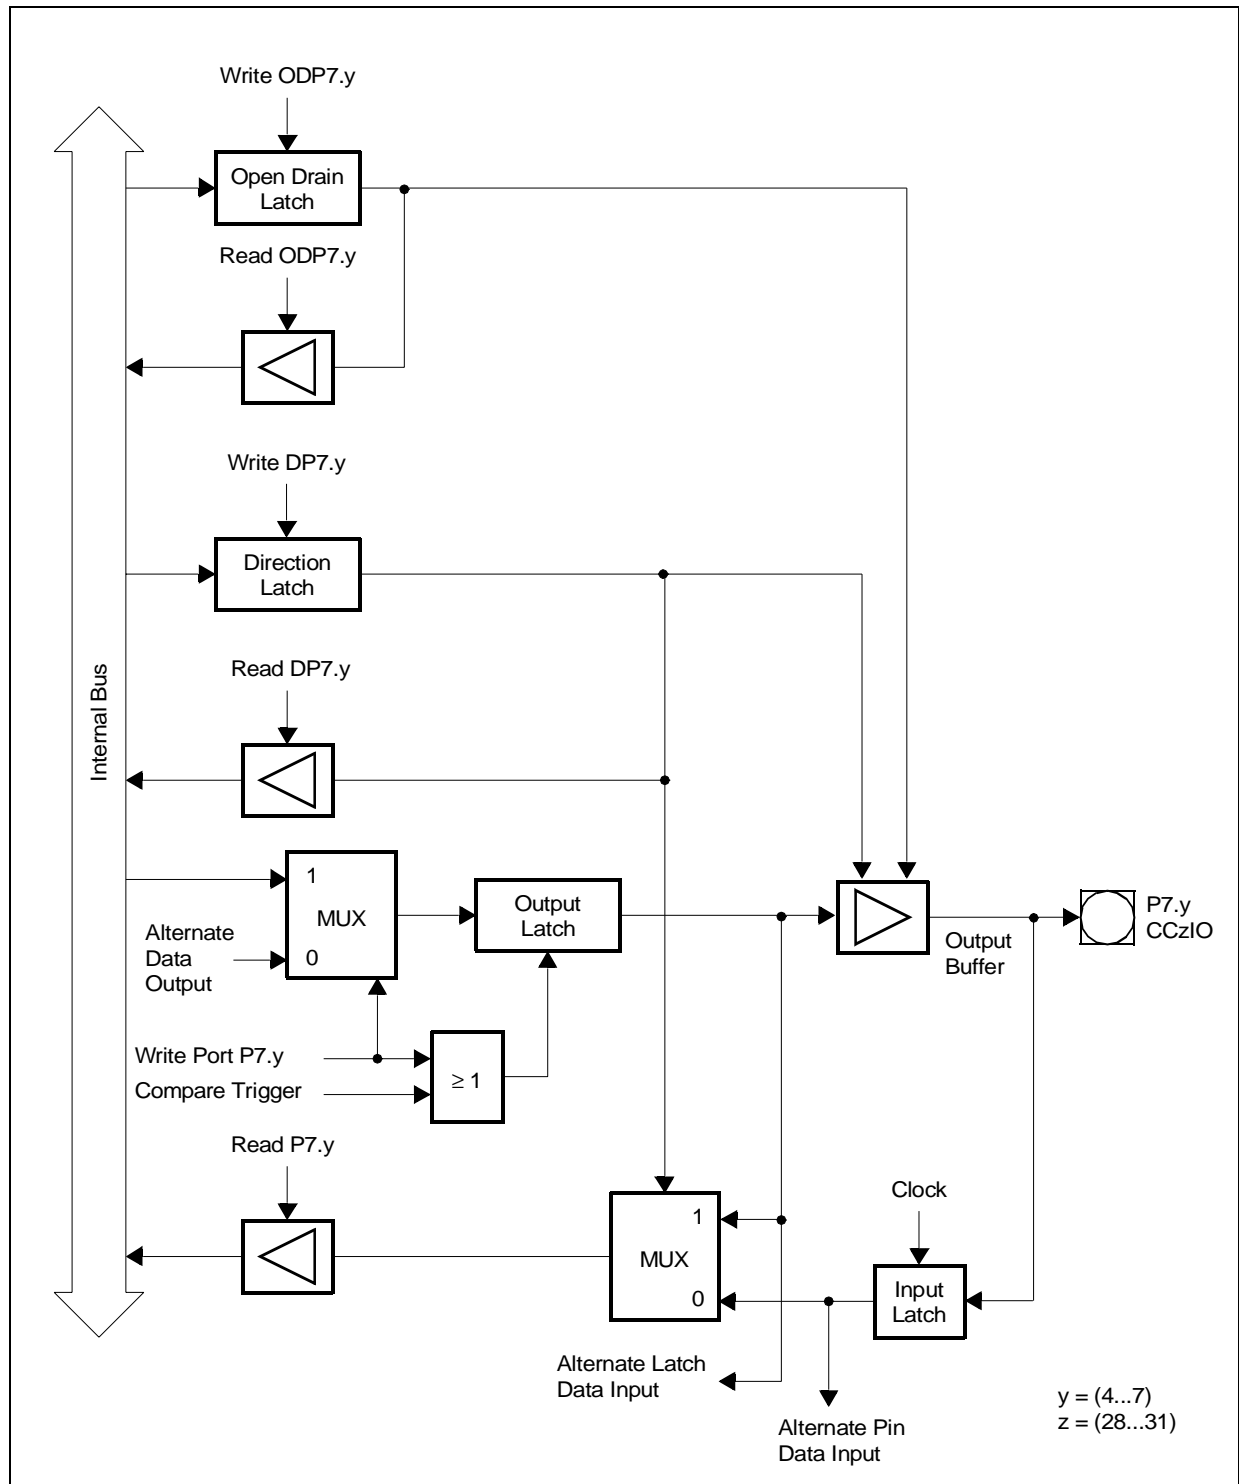 Write ODP7.y
Open Drain
Latch
Read ODP7.y
Write DP7.y
Direction
Latch
Read DP7.y
Internal Bus
1
MUX
0
Alternate
Data
Output
Output
Latch
Output
Buffer
P7.y
CCzIO
Write Port P7.y
Compare Trigger
≥ 1
Read P7.y
1
MUX
0
Clock
Input
Latch
Alternate Latch
Data Input
Alternate Pin
Data Input
y = (4...7)
z = (28...31)